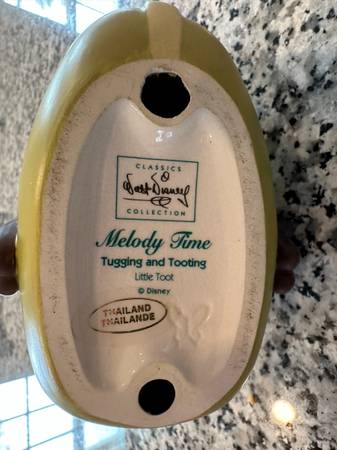 CLASSICS
Walt Disney
COLLECTION
Melody Time
Tugging and Tooting
Little Toot
© Disney
THAILAND
THAILANDE